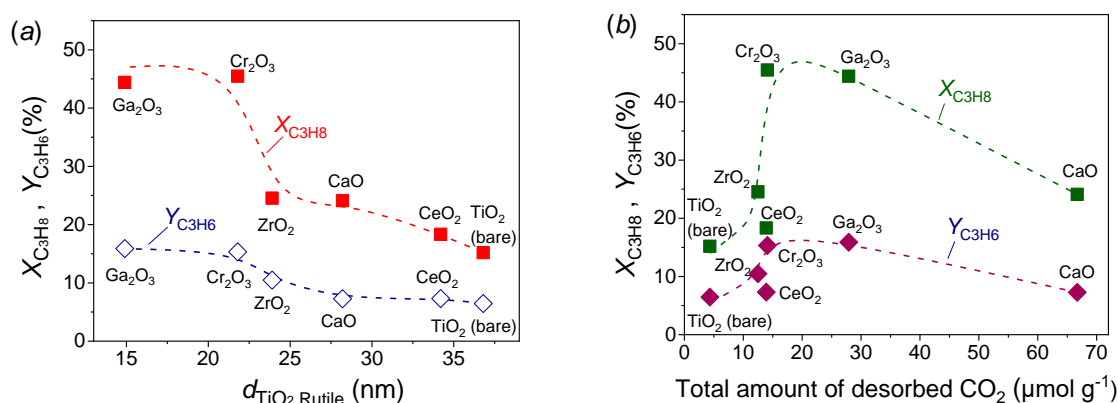 (a)
X_C3H8 , Y_C3H6(%)
50
40
30
20
10
0
Ga2O3
Cr2O3
X_C3H8
CaO
ZrO2
CeO2
TiO2
(bare)
Y_C3H6
Ga2O3
Cr2O3
ZrO2
CaO
CeO2
TiO2 (bare)
15
20
25
30
35
d_TiO2 Rutile (nm)
(b)
X_C3H8 , Y_C3H6(%)
50
40
30
20
10
0
Cr2O3
Ga2O3
X_C3H8
ZrO2
CaO
TiO2
(bare)
CeO2
Ga2O3
Y_C3H6
ZrO2
Cr2O3
CaO
CeO2
TiO2 (bare)
0
10
20
30
40
50
60
70
Total amount of desorbed CO2 (μmol g-1)